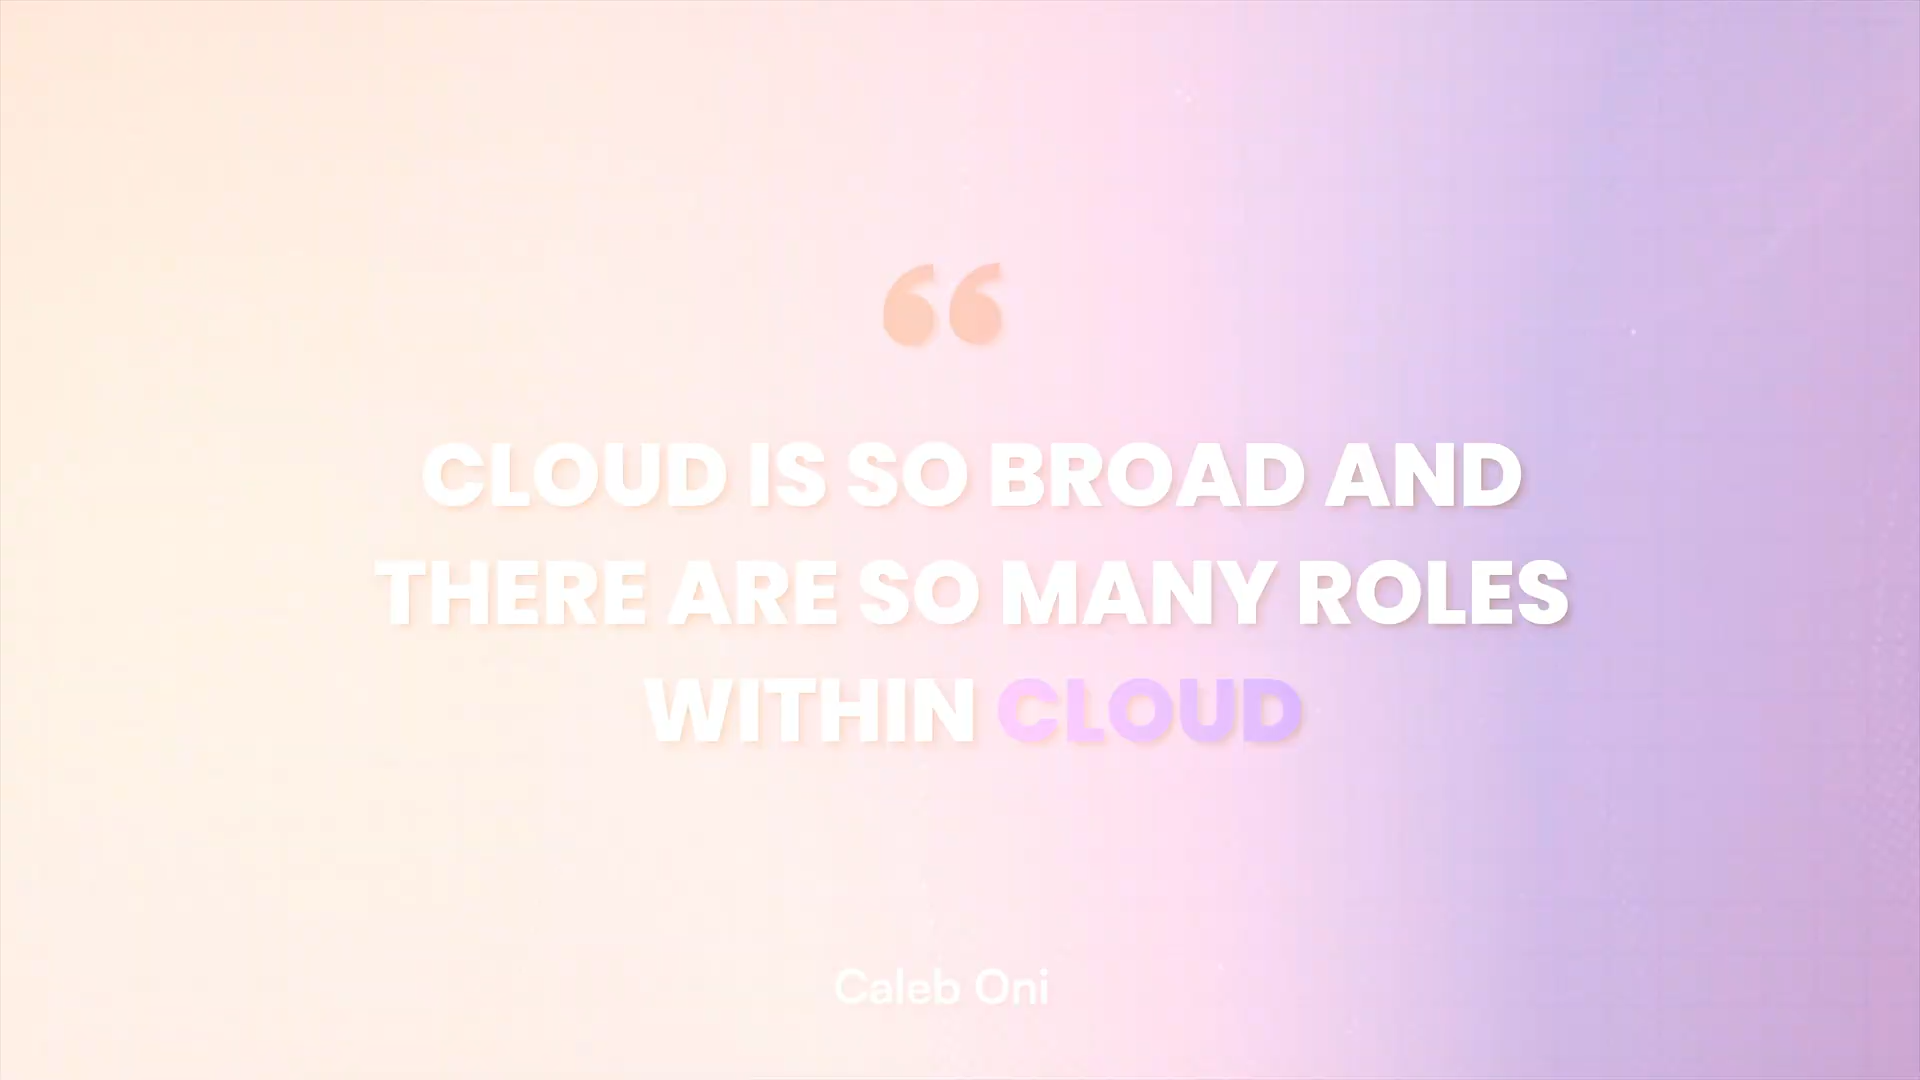 “
CLOUD IS SO BROAD AND
THERE ARE SO MANY ROLES
WITHIN CLOUD
Caleb Oni